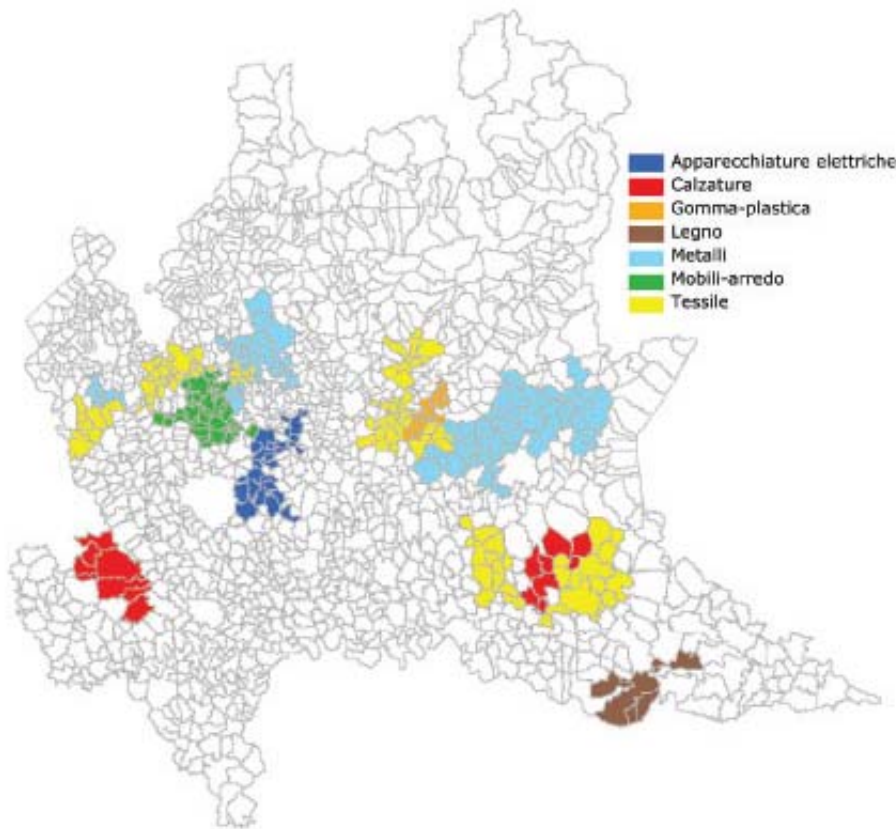 Apparecchiature elettriche
Calzature
Gomma-plastica
Legno
Metalli
Mobili-arredo
Tessile